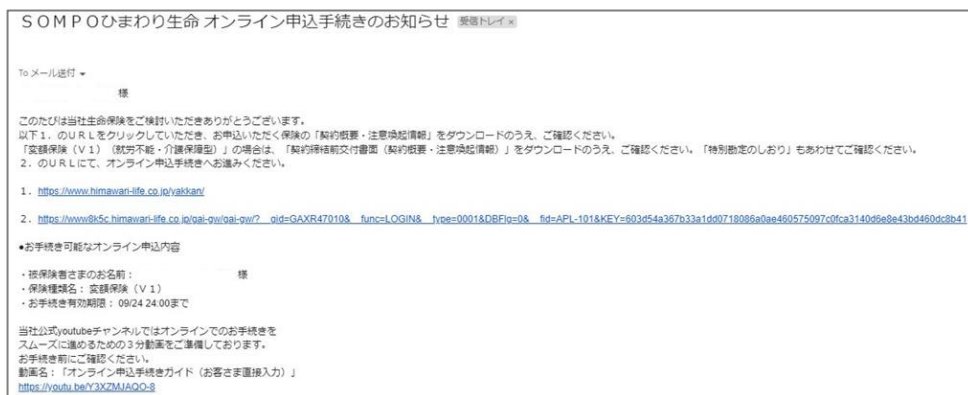 ＳＯＭＰＯひまわり生命 オンライン申込手続きのお知らせ 受信トレイ ×
To メール送付
様
このたびは当社生命保険をご検討いただきありがとうございます。
以下１．のＵＲＬをクリックしていただき、お申込いただく保険の「契約概要・注意喚起情報」をダウンロードのうえ、ご確認ください。
「変額保険（Ｖ１）（就労不能・介護保障型）」の場合は、「契約締結前交付書面（契約概要・注意喚起情報）」をダウンロードのうえ、ご確認ください。「特別勘定のしおり」もあわせてご確認ください。
２．のＵＲＬにて、オンライン申込手続きへお進みください。
１．https://www.himawari-life.co.jp/yakkan/
２．https://www8k5c.himawari-life.co.jp/gai-gw/gai-gw/?__gid=GAXR47010&__func=LOGIN&__type=0001&DBFlg=0&__fid=APL-101&KEY=603d54a367b33a1dd0718086a0ae460575097c0fca3140d6e8e43bd460dc8b41
●お手続き可能なオンライン申込内容
・被保険者さまのお名前： 様
・保険種類名：変額保険（Ｖ１）
・お手続き有効期限：09/24 24:00まで
当社公式youtubeチャンネルではオンラインでのお手続きを
スムーズに進めるための３分動画をご準備しております。
お手続き前にご確認ください。
動画名：「オンライン申込手続きガイド（お客さま直接入力）」
https://youtu.be/Y3XZMJAQO-8